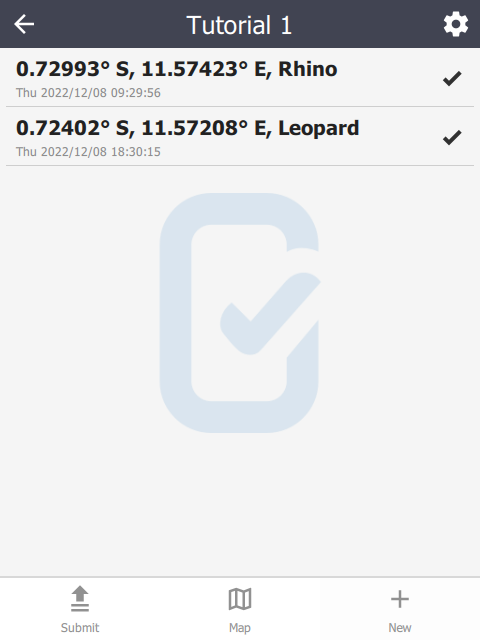 Tutorial 1
0.72993° S, 11.57423° E, Rhino
Thu 2022/12/08 09:29:56
0.72402° S, 11.57208° E, Leopard
Thu 2022/12/08 18:30:15
Submit
Map
New